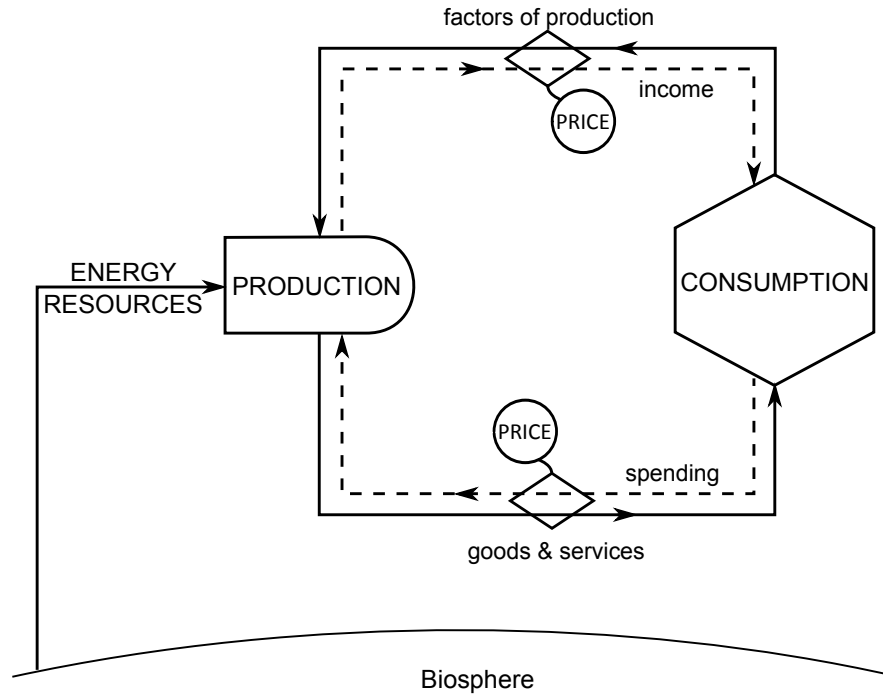 factors of production
income
PRICE
ENERGY
RESOURCES
PRODUCTION
CONSUMPTION
PRICE
spending
goods & services
Biosphere